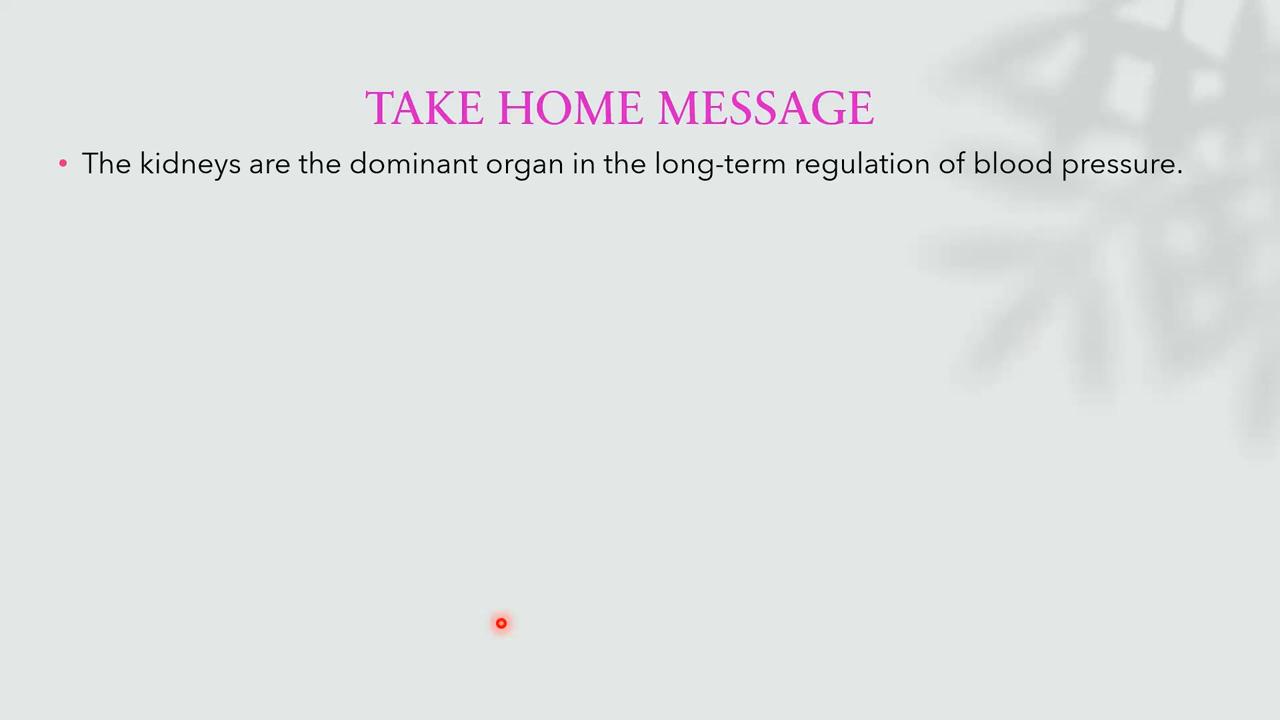 TAKE HOME MESSAGE
• The kidneys are the dominant organ in the long-term regulation of blood pressure.